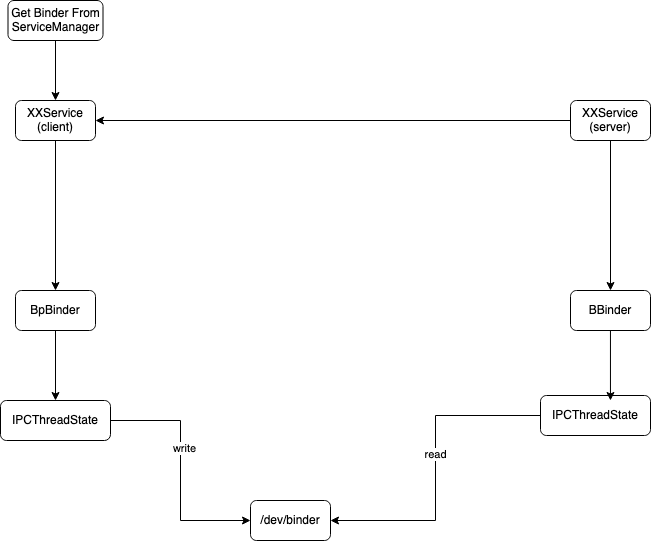 Get Binder From
ServiceManager
XXService
(client)
XXService
(server)
BpBinder
BBinder
IPCThreadState
IPCThreadState
write
read
/dev/binder